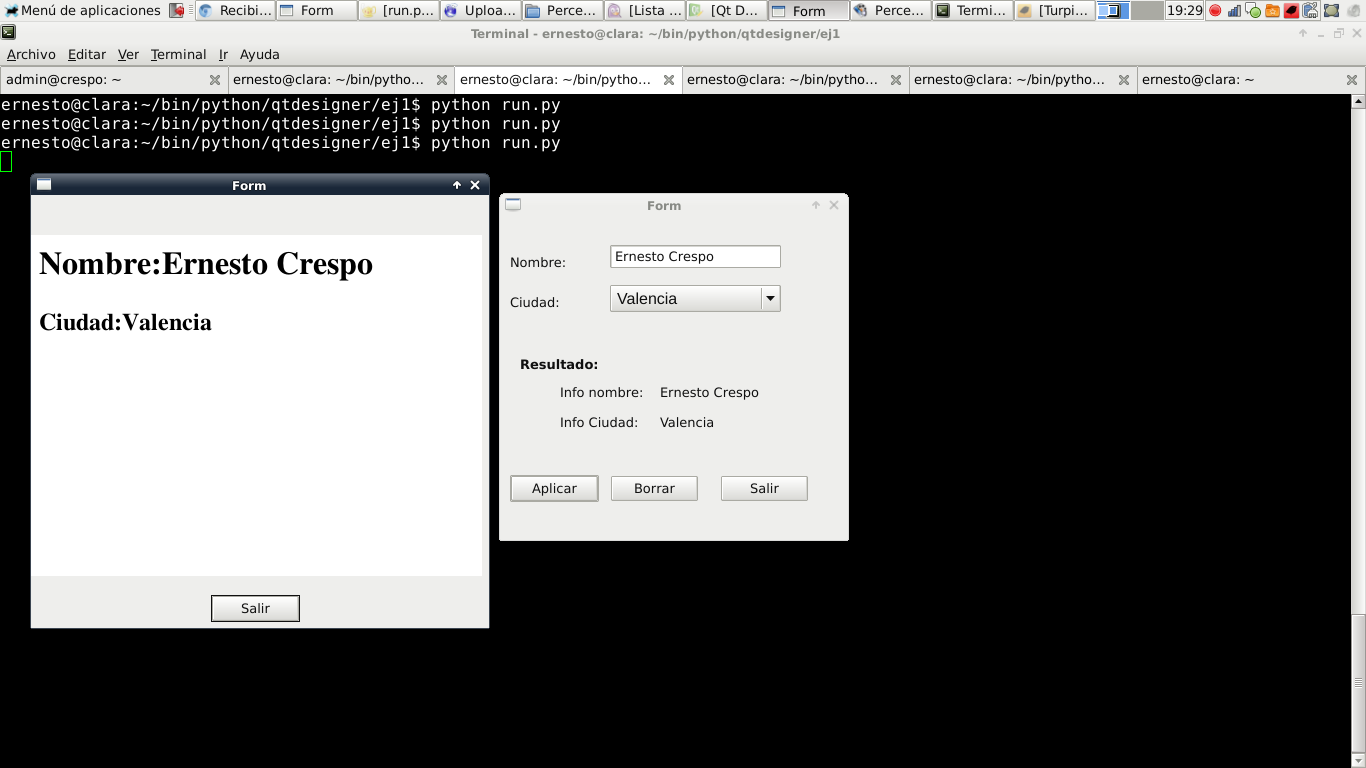 Menú de aplicaciones Recibi... Form [run.p... Uploa... Perce... [Lista ... [Qt D... Form Perce... Termi... [Turpi... 19:29
Terminal - ernesto@clara: ~/bin/python/qtdesigner/ej1
Archivo Editar Ver Terminal Ir Ayuda
admin@crespo: ~ ernesto@clara: ~/bin/pytho... ernesto@clara: ~/bin/pytho... ernesto@clara: ~/bin/pytho... ernesto@clara: ~/bin/pytho... ernesto@clara: ~
ernesto@clara:~/bin/python/qtdesigner/ej1$ python run.py
ernesto@clara:~/bin/python/qtdesigner/ej1$ python run.py
ernesto@clara:~/bin/python/qtdesigner/ej1$ python run.py
Form
Nombre:Ernesto Crespo
Ciudad:Valencia
Salir
Form
Nombre: Ernesto Crespo
Ciudad: Valencia
Resultado:
Info nombre: Ernesto Crespo
Info Ciudad: Valencia
Aplicar Borrar Salir